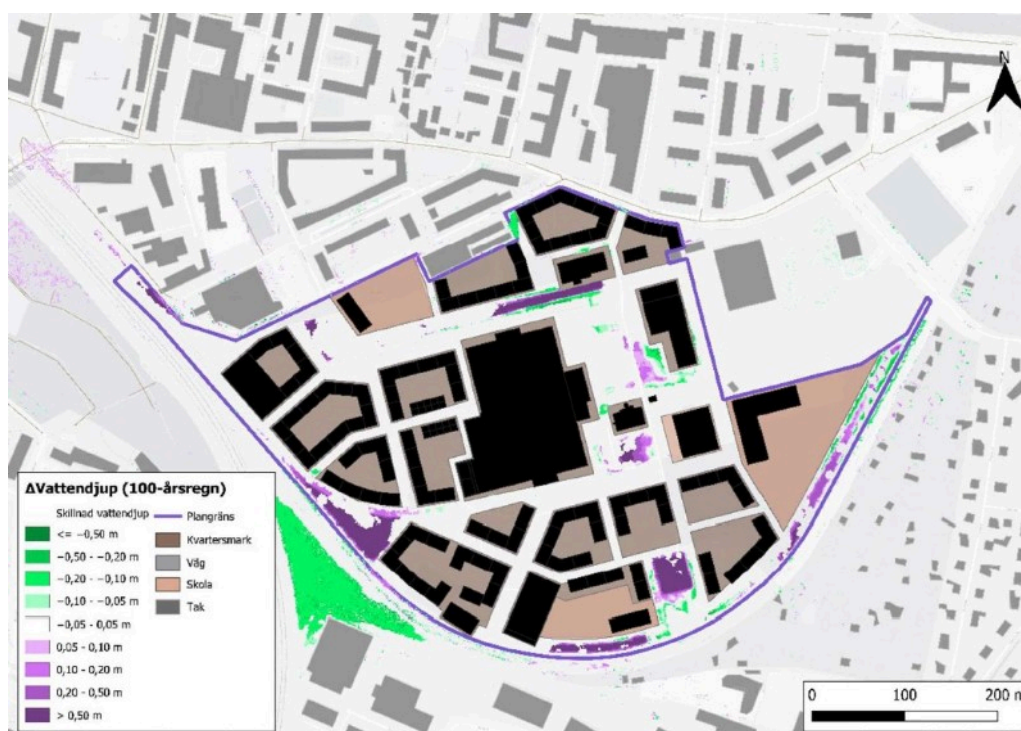 N
ΔVattendjup (100-årsregn)
Skillnad vattendjup
<= −0,50 m
−0,50 - −0,20 m
−0,20 - −0,10 m
−0,10 - −0,05 m
−0,05 - 0,05 m
0,05 - 0,10 m
0,10 - 0,20 m
0,20 - 0,50 m
> 0,50 m
Plangräns
Kvartersmark
Väg
Skola
Tak
0 100 200 m